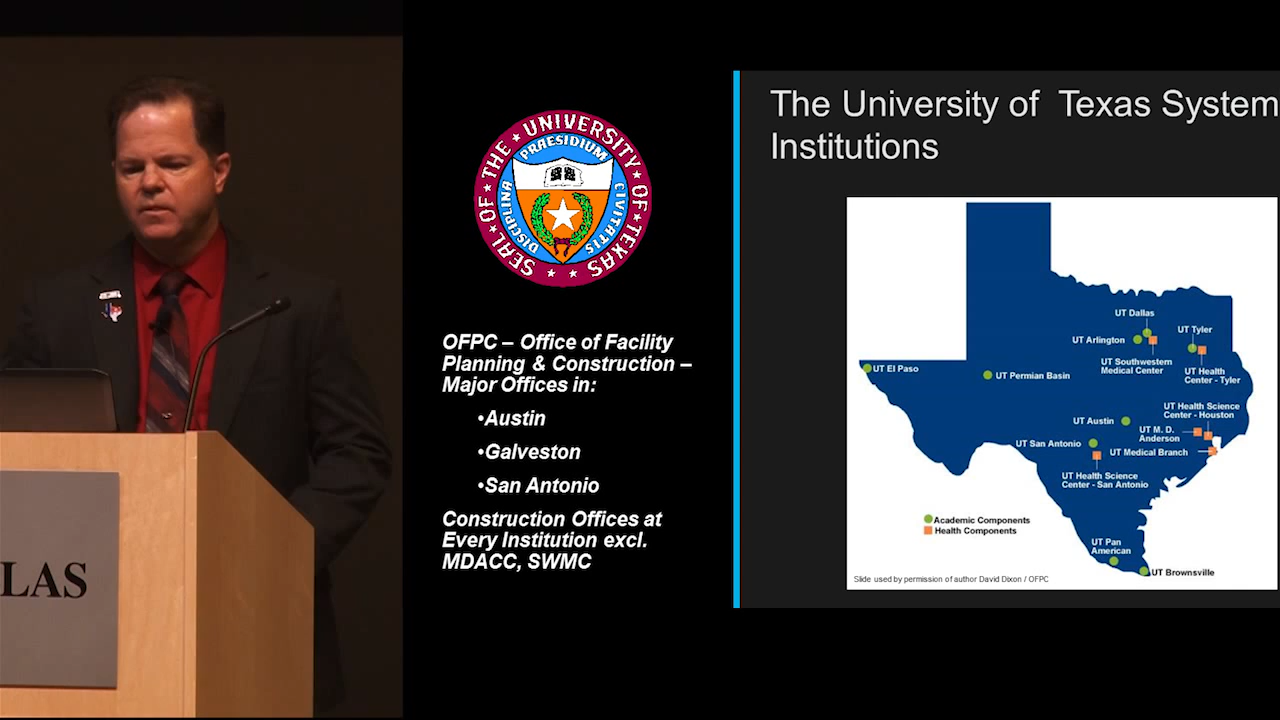 LAS
SEAL OF THE UNIVERSITY OF TEXAS
DISCIPLINA PRAESIDIUM CIVITATIS
OFPC – Office of Facility
Planning & Construction –
Major Offices in:
•Austin
•Galveston
•San Antonio
Construction Offices at
Every Institution excl.
MDACC, SWMC
The University of Texas System
Institutions
UT Dallas
UT Tyler
UT Arlington
UT Southwestern
Medical Center
UT El Paso
UT Permian Basin
UT Health
Center - Tyler
UT Health Science
Center - Houston
UT Austin
UT M. D.
Anderson
UT San Antonio
UT Medical Branch
UT Health Science
Center - San Antonio
Academic Components
Health Components
UT Pan
American
UT Brownsville
Slide used by permission of author David Dixon / OFPC